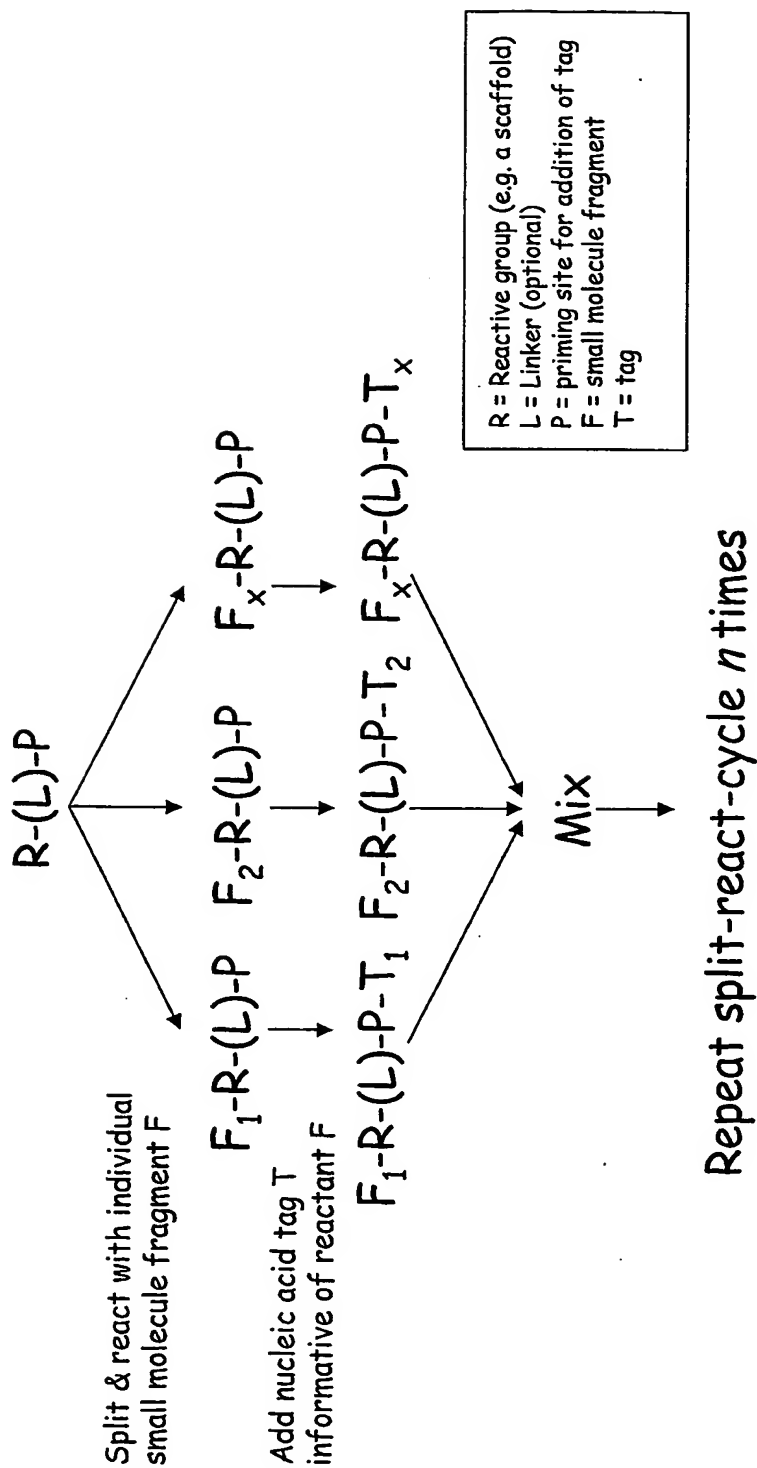 R-(L)-P
Split & react with individual
small molecule fragment F
F₁-R-(L)-P F₂-R-(L)-P Fₓ-R-(L)-P
Add nucleic acid tag T
informative of reactant F
F₁-R-(L)-P-T₁ F₂-R-(L)-P-T₂ Fₓ-R-(L)-P-Tₓ
Mix
Repeat split-react-cycle n times
R = Reactive group (e.g. a scaffold)
L = Linker (optional)
P = priming site for addition of tag
F = small molecule fragment
T = tag